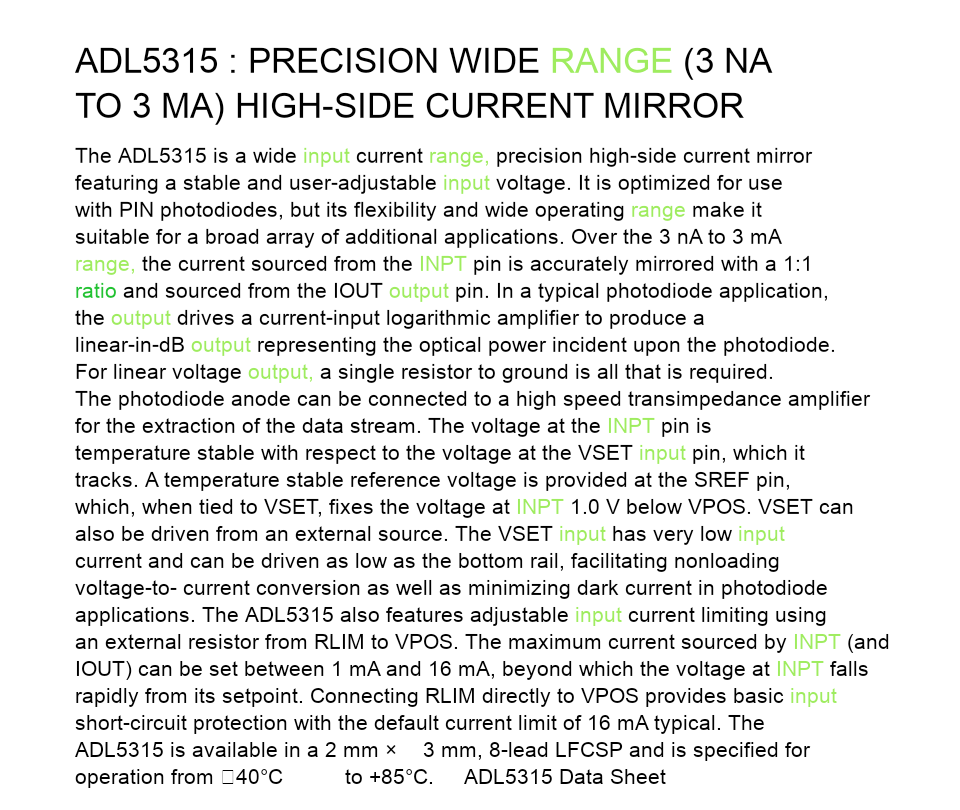 ADL5315 : PRECISION WIDE RANGE (3 NA
TO 3 MA) HIGH-SIDE CURRENT MIRROR
The ADL5315 is a wide input current range, precision high-side current mirror
featuring a stable and user-adjustable input voltage. It is optimized for use
with PIN photodiodes, but its flexibility and wide operating range make it
suitable for a broad array of additional applications. Over the 3 nA to 3 mA
range, the current sourced from the INPT pin is accurately mirrored with a 1:1
ratio and sourced from the IOUT output pin. In a typical photodiode application,
the output drives a current-input logarithmic amplifier to produce a
linear-in-dB output representing the optical power incident upon the photodiode.
For linear voltage output, a single resistor to ground is all that is required.
The photodiode anode can be connected to a high speed transimpedance amplifier
for the extraction of the data stream. The voltage at the INPT pin is
temperature stable with respect to the voltage at the VSET input pin, which it
tracks. A temperature stable reference voltage is provided at the SREF pin,
which, when tied to VSET, fixes the voltage at INPT 1.0 V below VPOS. VSET can
also be driven from an external source. The VSET input has very low input
current and can be driven as low as the bottom rail, facilitating nonloading
voltage-to- current conversion as well as minimizing dark current in photodiode
applications. The ADL5315 also features adjustable input current limiting using
an external resistor from RLIM to VPOS. The maximum current sourced by INPT (and
IOUT) can be set between 1 mA and 16 mA, beyond which the voltage at INPT falls
rapidly from its setpoint. Connecting RLIM directly to VPOS provides basic input
short-circuit protection with the default current limit of 16 mA typical. The
ADL5315 is available in a 2 mm × 3 mm, 8-lead LFCSP and is specified for
operation from □40°C to +85°C. ADL5315 Data Sheet